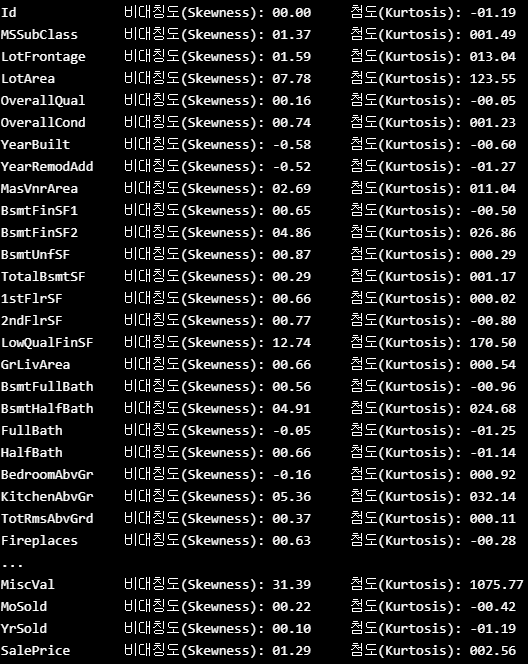 Id 비대칭도(Skewness): 00.00 첨도(Kurtosis): -01.19
MSSubClass 비대칭도(Skewness): 01.37 첨도(Kurtosis): 001.49
LotFrontage 비대칭도(Skewness): 01.59 첨도(Kurtosis): 013.04
LotArea 비대칭도(Skewness): 07.78 첨도(Kurtosis): 123.55
OverallQual 비대칭도(Skewness): 00.16 첨도(Kurtosis): -00.05
OverallCond 비대칭도(Skewness): 00.74 첨도(Kurtosis): 001.23
YearBuilt 비대칭도(Skewness): -0.58 첨도(Kurtosis): -00.60
YearRemodAdd 비대칭도(Skewness): -0.52 첨도(Kurtosis): -01.27
MasVnrArea 비대칭도(Skewness): 02.69 첨도(Kurtosis): 011.04
BsmtFinSF1 비대칭도(Skewness): 00.65 첨도(Kurtosis): -00.50
BsmtFinSF2 비대칭도(Skewness): 04.86 첨도(Kurtosis): 026.86
BsmtUnfSF 비대칭도(Skewness): 00.87 첨도(Kurtosis): 000.29
TotalBsmtSF 비대칭도(Skewness): 00.29 첨도(Kurtosis): 001.17
1stFlrSF 비대칭도(Skewness): 00.66 첨도(Kurtosis): 000.02
2ndFlrSF 비대칭도(Skewness): 00.77 첨도(Kurtosis): -00.80
LowQualFinSF 비대칭도(Skewness): 12.74 첨도(Kurtosis): 170.50
GrLivArea 비대칭도(Skewness): 00.66 첨도(Kurtosis): 000.54
BsmtFullBath 비대칭도(Skewness): 00.56 첨도(Kurtosis): -00.96
BsmtHalfBath 비대칭도(Skewness): 04.91 첨도(Kurtosis): 024.68
FullBath 비대칭도(Skewness): -0.05 첨도(Kurtosis): -01.25
HalfBath 비대칭도(Skewness): 00.66 첨도(Kurtosis): -01.14
BedroomAbvGr 비대칭도(Skewness): -0.16 첨도(Kurtosis): 000.92
KitchenAbvGr 비대칭도(Skewness): 05.36 첨도(Kurtosis): 032.14
TotRmsAbvGrd 비대칭도(Skewness): 00.37 첨도(Kurtosis): 000.11
Fireplaces 비대칭도(Skewness): 00.63 첨도(Kurtosis): -00.28
...
MiscVal 비대칭도(Skewness): 31.39 첨도(Kurtosis): 1075.77
MoSold 비대칭도(Skewness): 00.22 첨도(Kurtosis): -00.42
YrSold 비대칭도(Skewness): 00.10 첨도(Kurtosis): -01.19
SalePrice 비대칭도(Skewness): 01.29 첨도(Kurtosis): 002.56